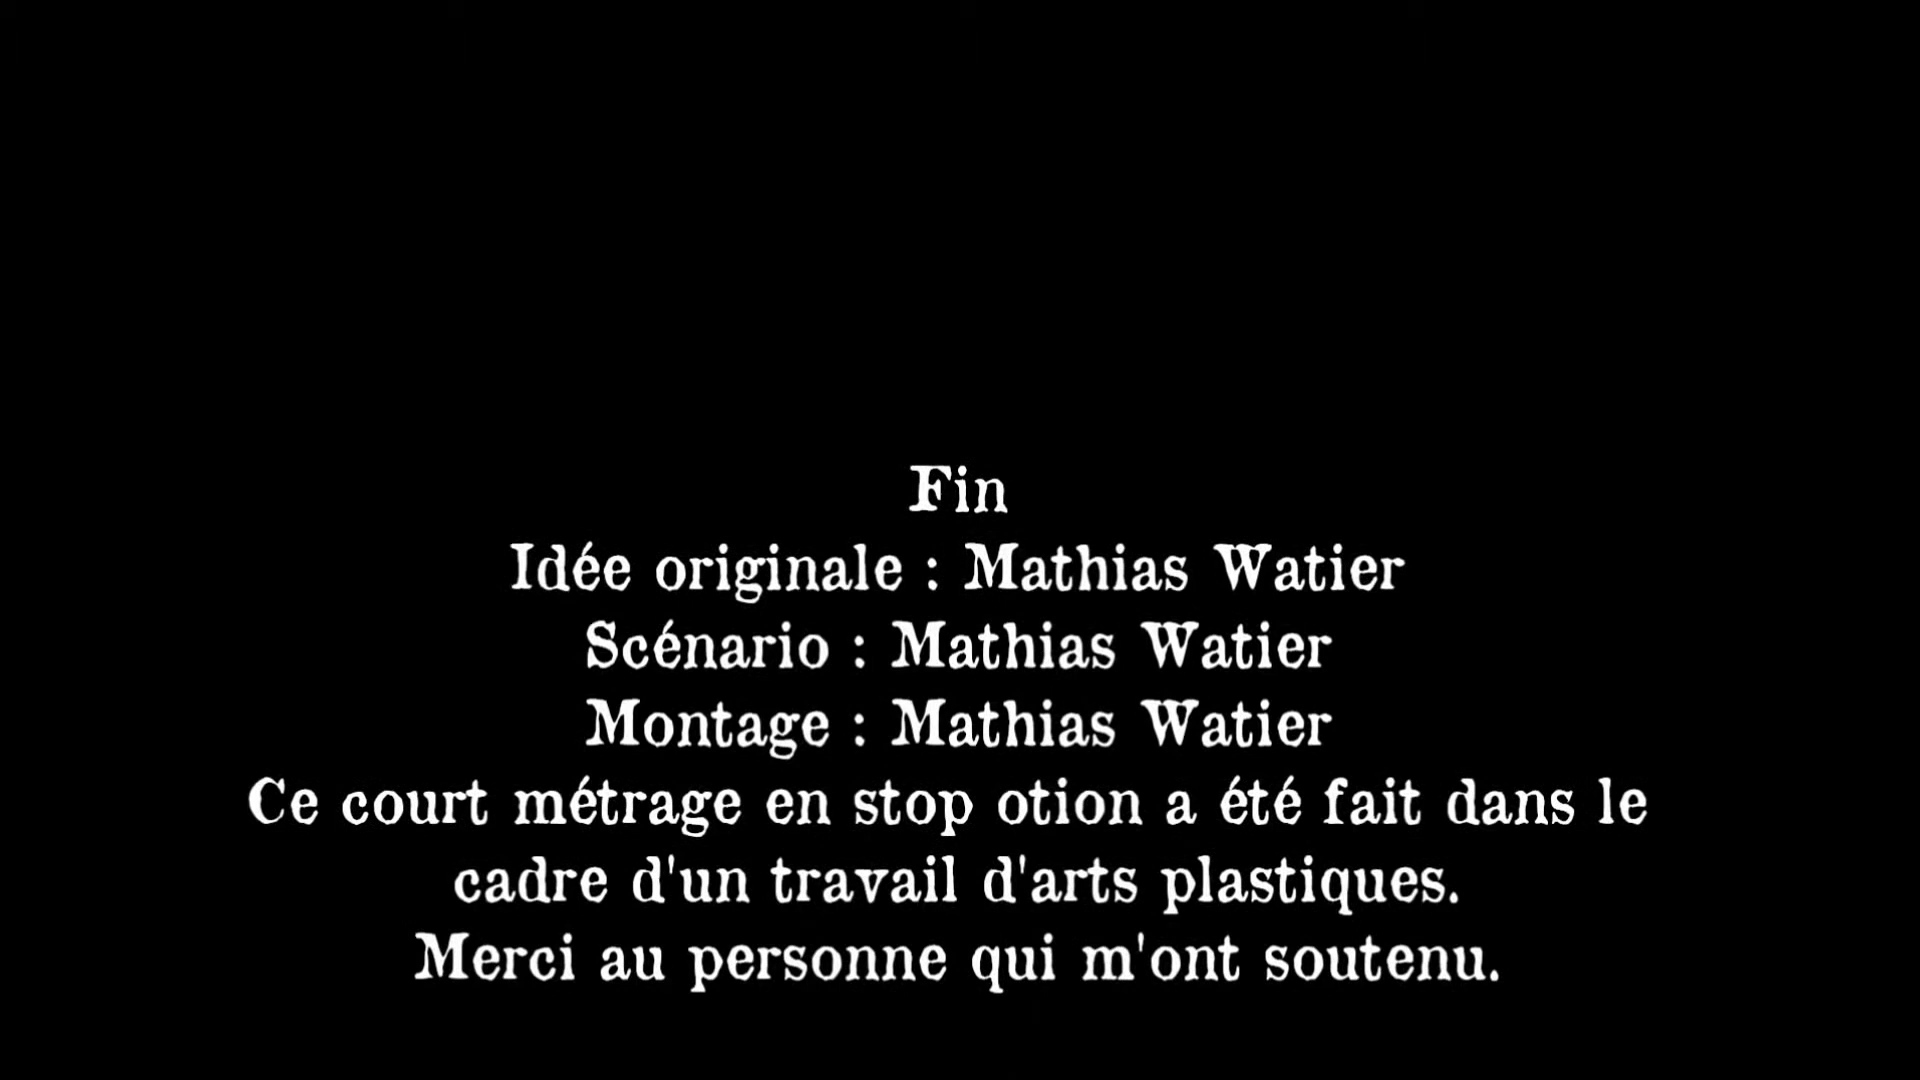 Fin
Idée originale : Mathias Watier
Scénario : Mathias Watier
Montage : Mathias Watier
Ce court métrage en stop otion a été fait dans le
cadre d'un travail d'arts plastiques.
Merci au personne qui m'ont soutenu.